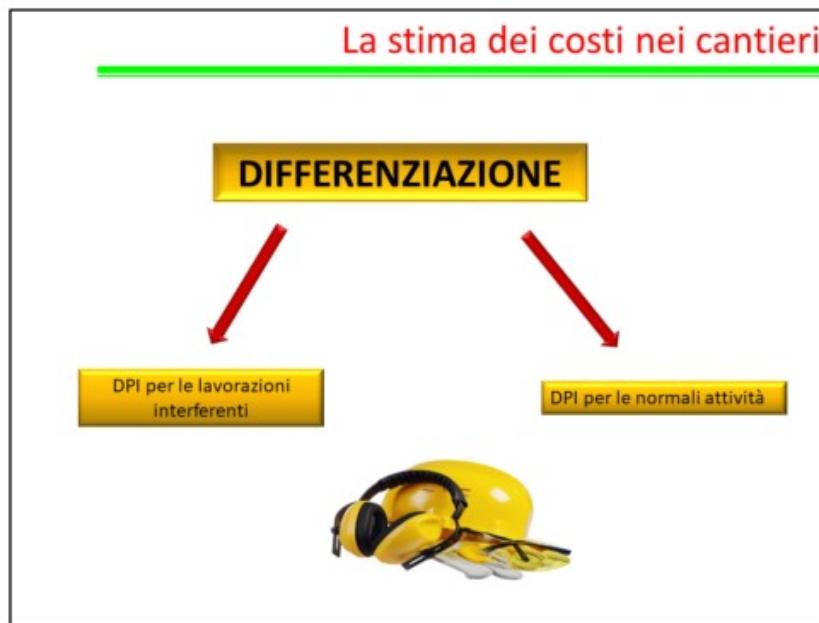 La stima dei costi nei cantieri
DIFFERENZIAZIONE
DPI per le lavorazioni
interferenti
DPI per le normali attività